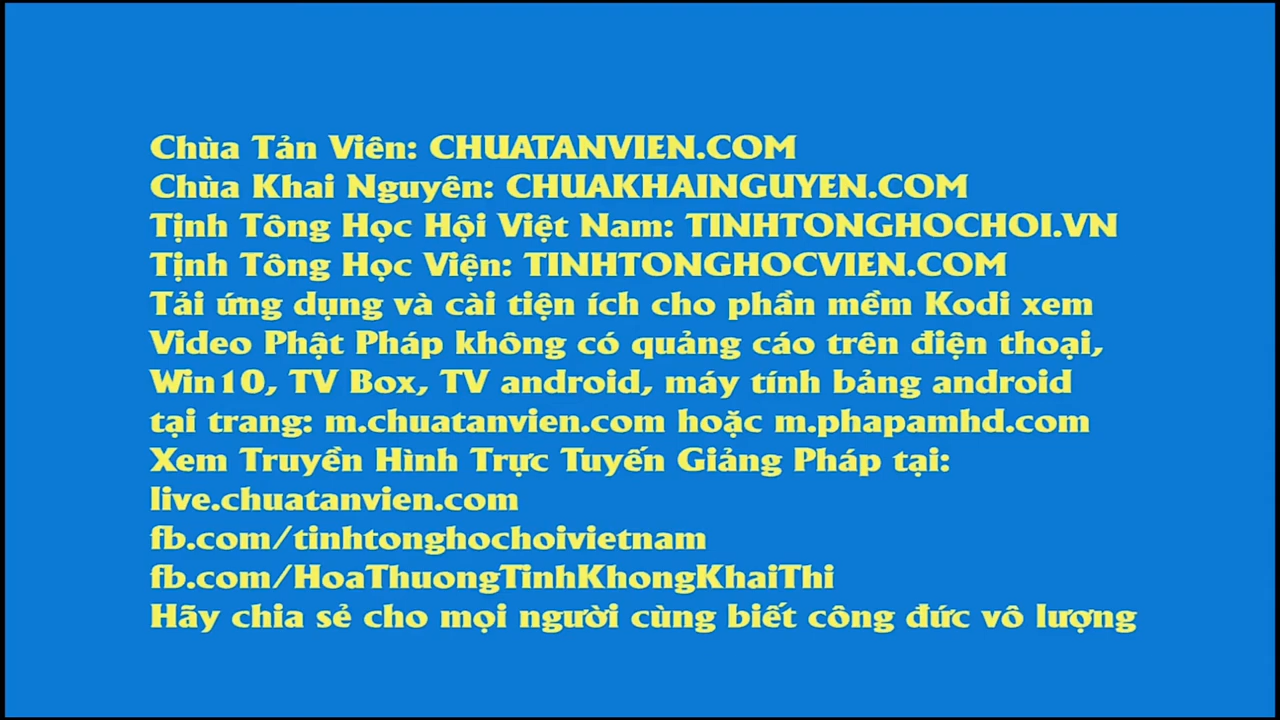 Chùa Tản Viên: CHUATANVIEN.COM
Chùa Khai Nguyên: CHUAKHAINGUYEN.COM
Tịnh Tông Học Hội Việt Nam: TINHTONGHOCHOI.VN
Tịnh Tông Học Viện: TINHTONGHOCVIEN.COM
Tải ứng dụng và cài tiện ích cho phần mềm Kodi xem
Video Phật Pháp không có quảng cáo trên điện thoại,
Win10, TV Box, TV android, máy tính bảng android
tại trang: m.chuatanvien.com hoặc m.phapamhd.com
Xem Truyền Hình Trực Tuyến Giảng Pháp tại:
live.chuatanvien.com
fb.com/tinhtonghochoivietnam
fb.com/HoaThuongTinhKhongKhaiThi
Hãy chia sẻ cho mọi người cùng biết công đức vô lượng